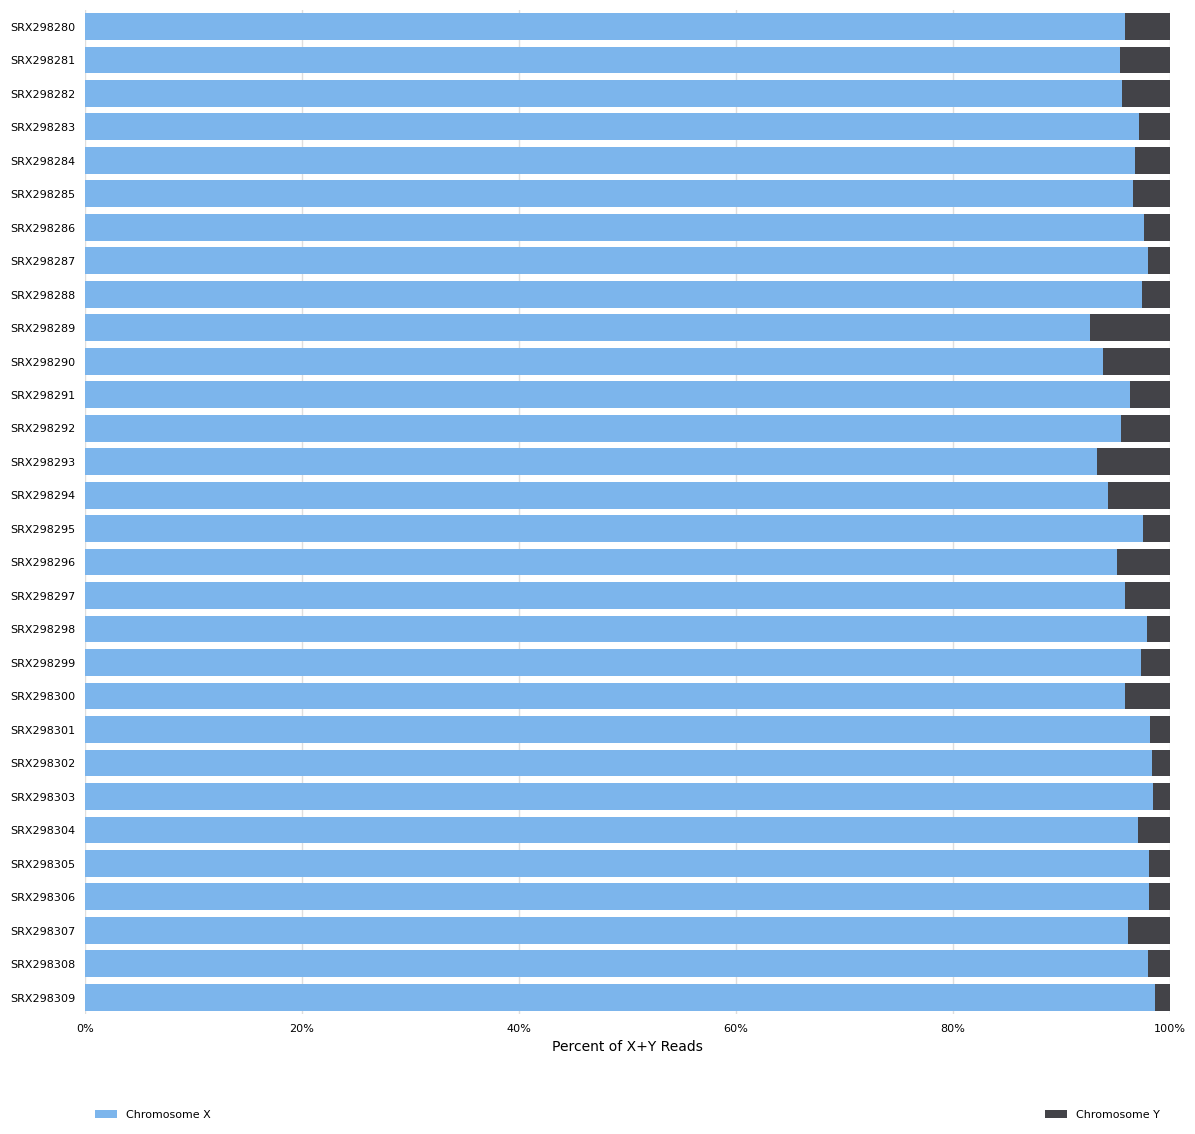 SRX298280
SRX298281
SRX298282
SRX298283
SRX298284
SRX298285
SRX298286
SRX298287
SRX298288
SRX298289
SRX298290
SRX298291
SRX298292
SRX298293
SRX298294
SRX298295
SRX298296
SRX298297
SRX298298
SRX298299
SRX298300
SRX298301
SRX298302
SRX298303
SRX298304
SRX298305
SRX298306
SRX298307
SRX298308
SRX298309
0% 20% 40% 60% 80% 100%
Percent of X+Y Reads
Chromosome X Chromosome Y